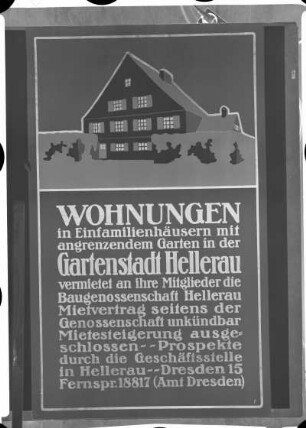 WOHNUNGEN
in Einfamilienhäusern mit
angrenzendem Garten in der
Gartenstadt Hellerau
vermietet an ihre Mitglieder die
Baugenossenschaft Hellerau
Mietvertrag seitens der
Genossenschaft unkündbar
Mietesteigerung ausge-
schlossen--Prospekte
durch die Geschäftsstelle
in Hellerau--Dresden 15
Fernspr. 18817 (Amt Dresden)